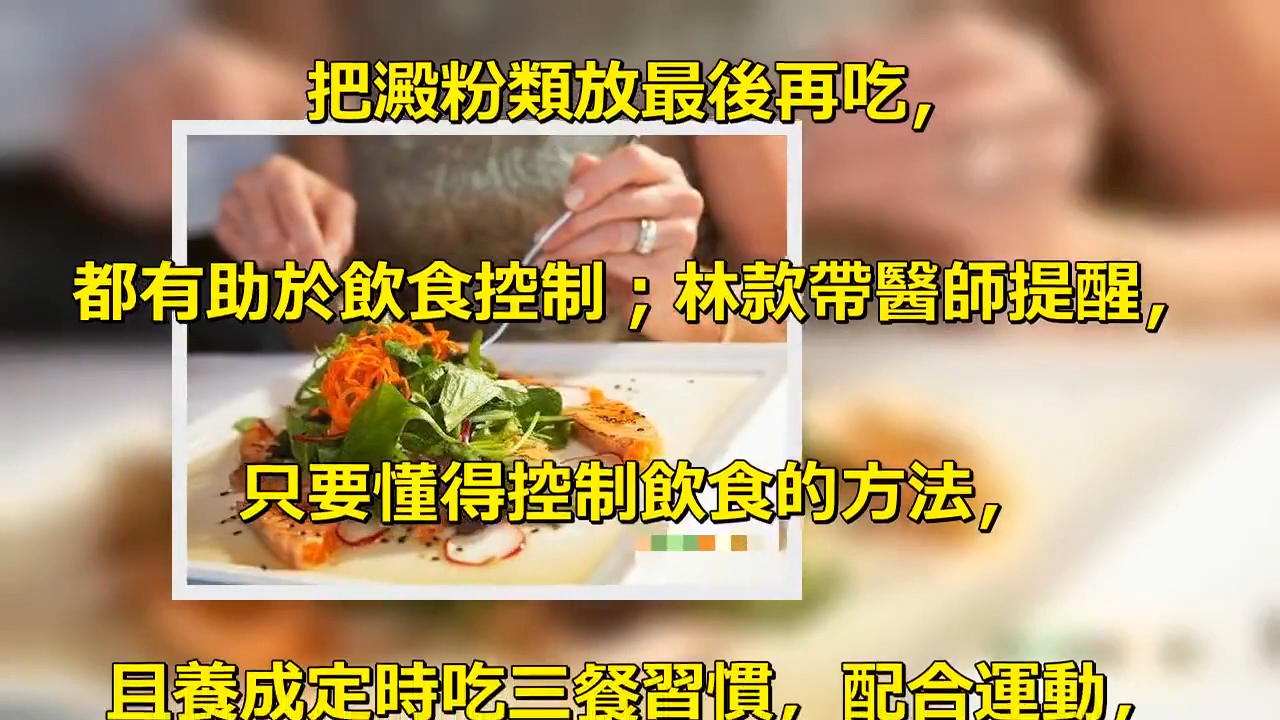 把澱粉類放最後再吃,
都有助於飲食控制；林款帶醫師提醒,
只要懂得控制飲食的方法,
且養成定時吃三餐習慣, 配合運動,